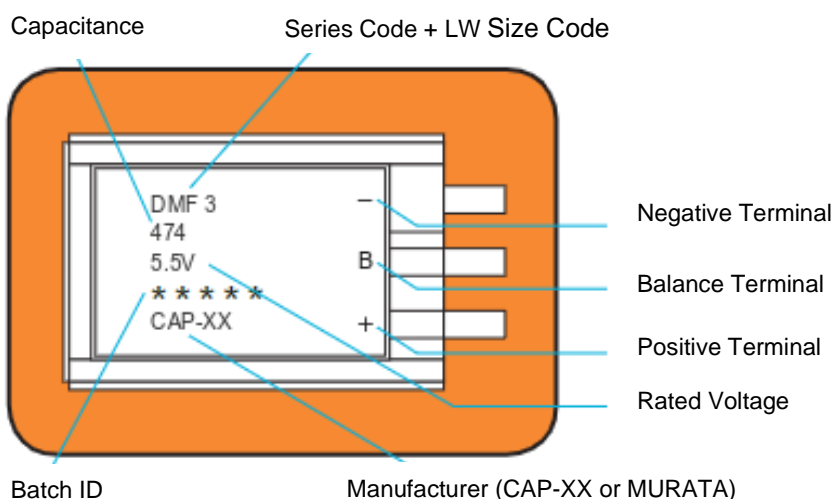 Capacitance
Series Code + LW Size Code
DMF 3
474
5.5V
* * * * *
CAP-XX
−
B
+
Negative Terminal
Balance Terminal
Positive Terminal
Rated Voltage
Batch ID
Manufacturer (CAP-XX or MURATA)